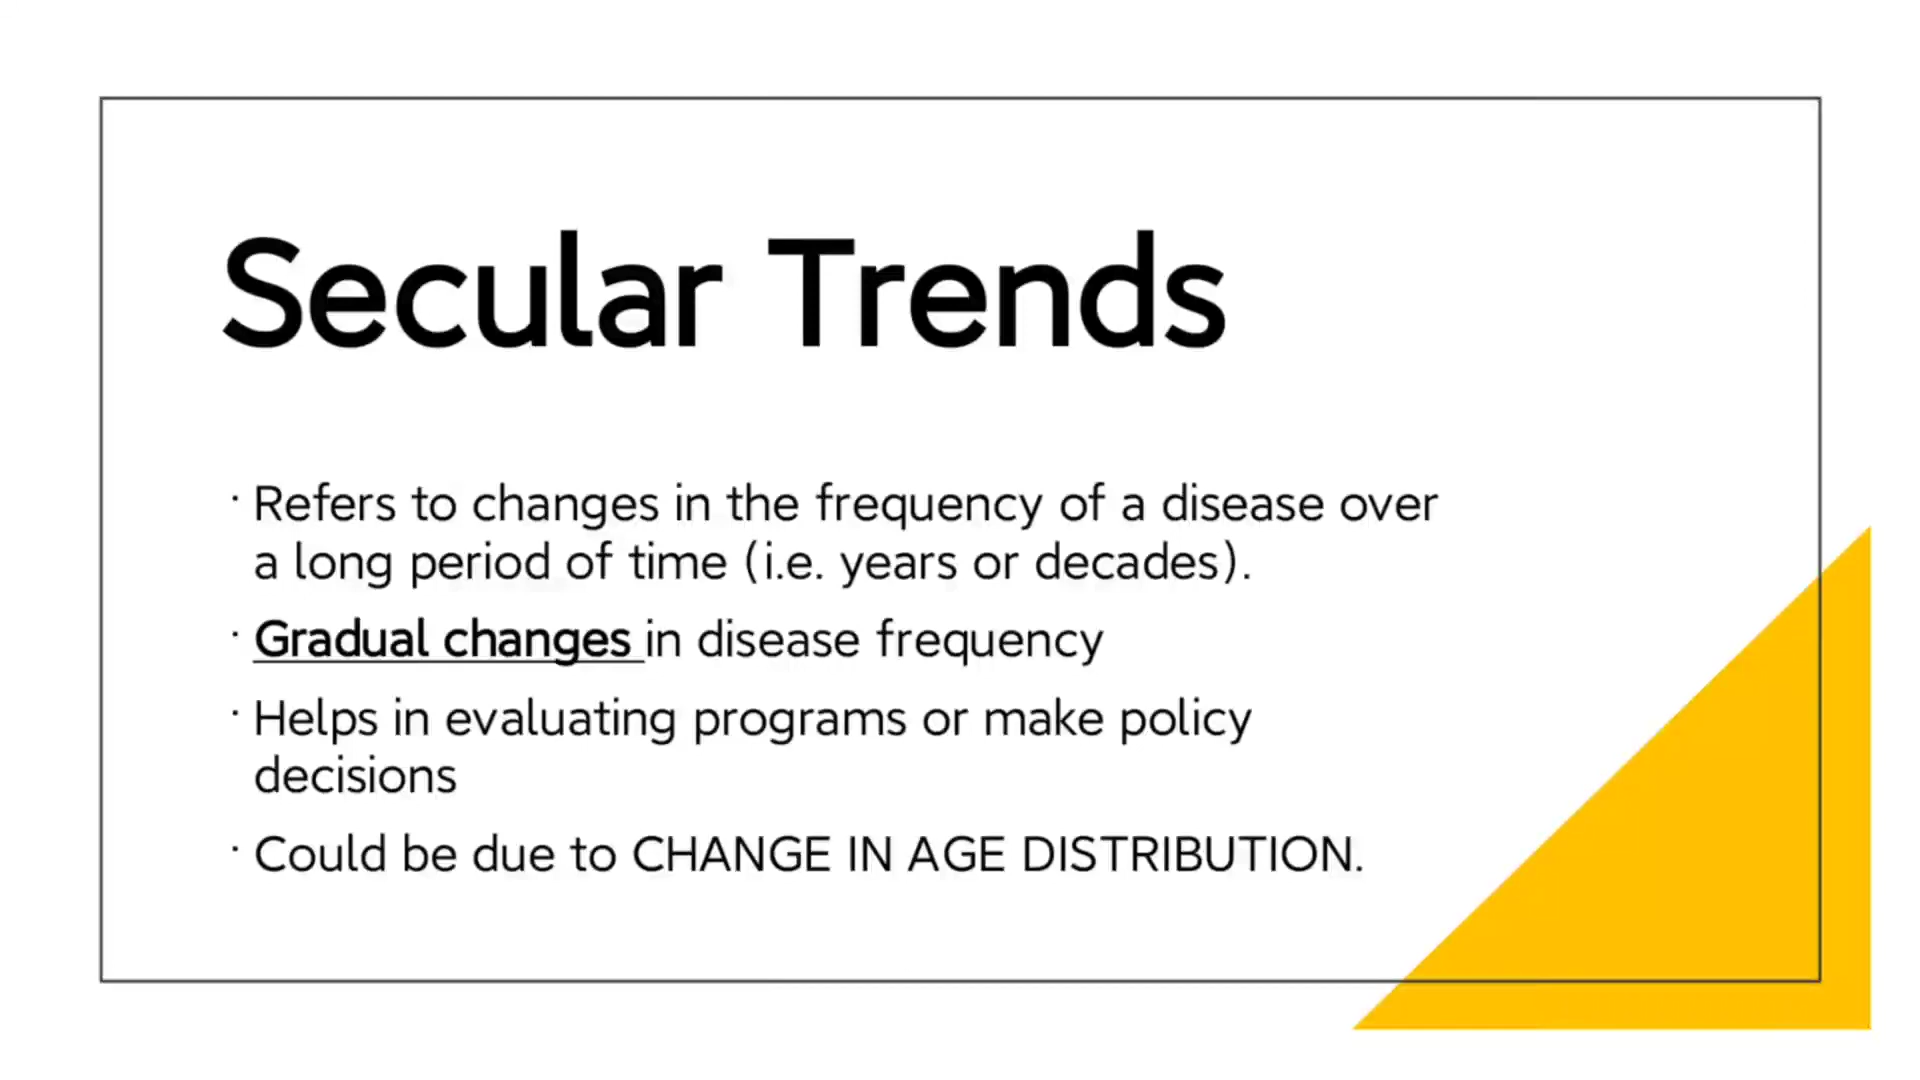 Secular Trends
· Refers to changes in the frequency of a disease over
a long period of time (i.e. years or decades).
· Gradual changes in disease frequency
· Helps in evaluating programs or make policy
decisions
· Could be due to CHANGE IN AGE DISTRIBUTION.